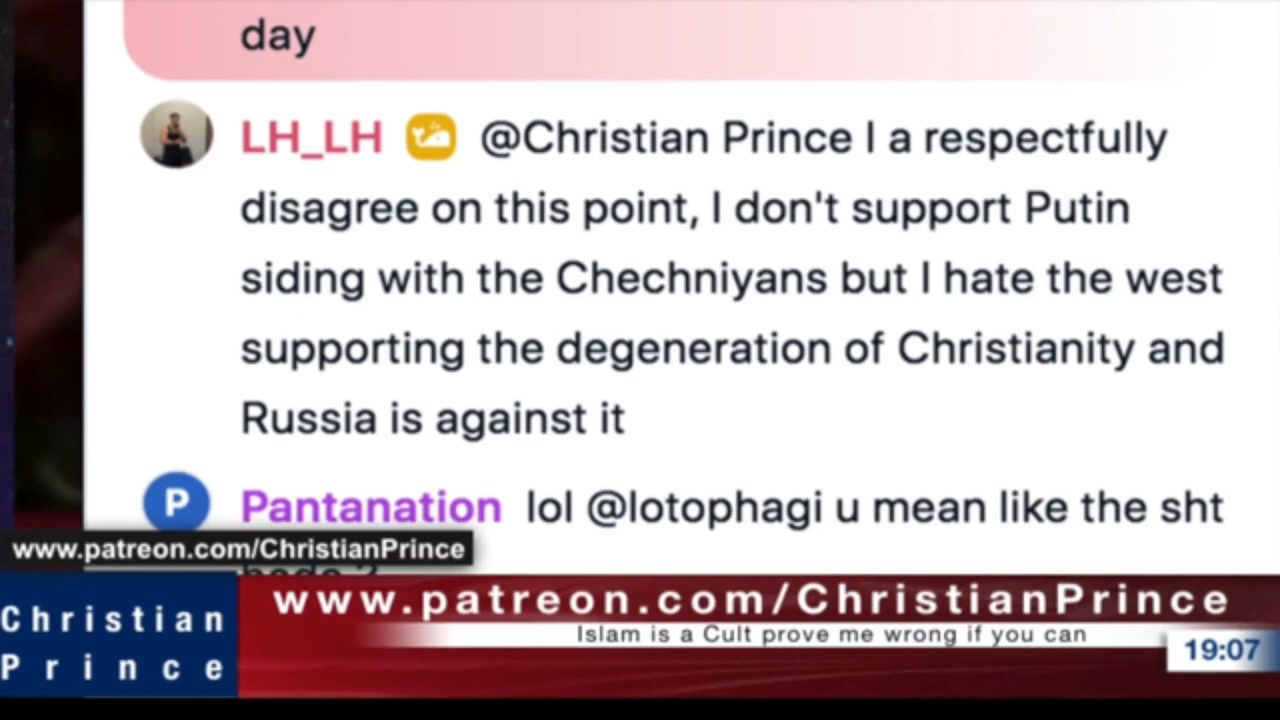 day
LH_LH @Christian Prince I a respectfully
disagree on this point, I don't support Putin
siding with the Chechniyans but I hate the west
supporting the degeneration of Christianity and
Russia is against it
P
Pantanation lol @lotophagi u mean like the sht
www.patreon.com/ChristianPrince
www.patreon.com/ChristianPrince
Islam is a Cult prove me wrong if you can
Christian
Prince
19:07